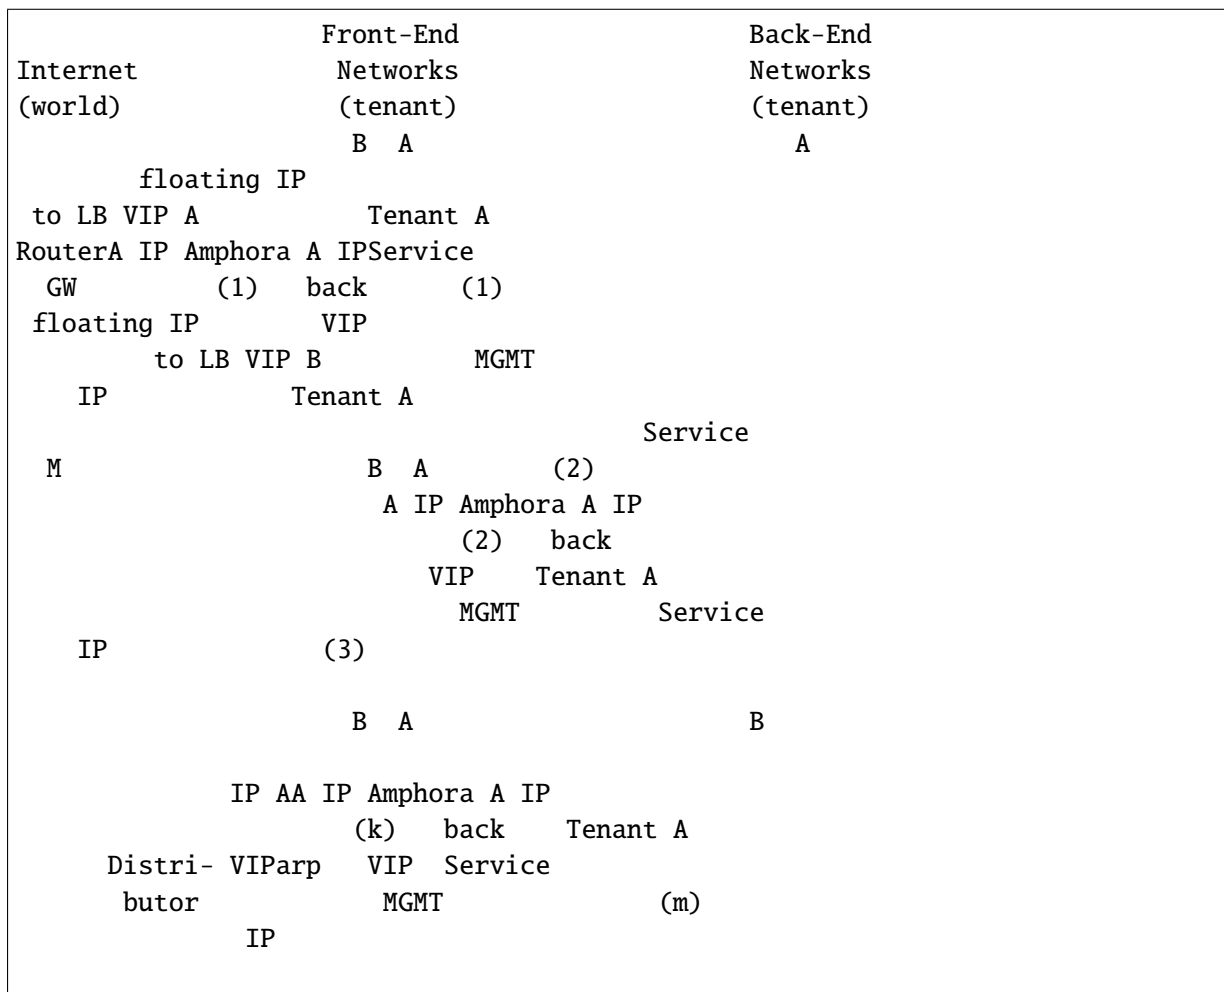 Front-End Back-End
Internet Networks Networks
(world) (tenant) (tenant)
B A A
floating IP
to LB VIP A Tenant A
RouterA IP Amphora A IPService
GW (1) back (1)
floating IP VIP
to LB VIP B MGMT
IP Tenant A
Service
M B A (2)
A IP Amphora A IP
(2) back
VIP Tenant A
MGMT Service
IP (3)
B A B
IP AA IP Amphora A IP
(k) back Tenant A
Distri- VIParp VIP Service
butor MGMT (m)
IP